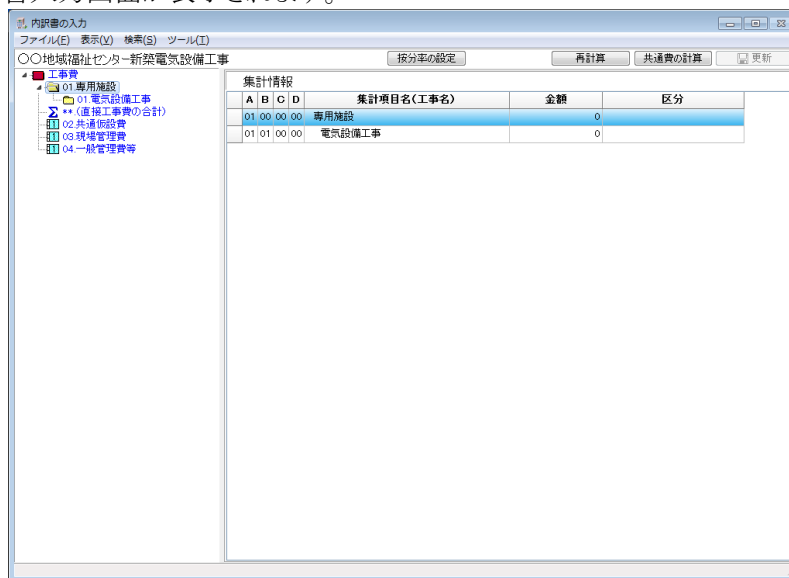 書入力画面が表示されます。
内訳書の入力
ファイル(F) 表示(V) 検索(S) ツール(T)
〇〇地域福祉センター新築電気設備工事 按分率の設定 再計算 共通費の計算 更新
工事費
01.専用施設
01.電気設備工事
**.(直接工事費の合計)
02.共通仮設費
03.現場管理費
04.一般管理費等
集計情報
A B C D 集計項目名(工事名) 金額 区分
01 00 00 00 専用施設 0
01 01 00 00 電気設備工事 0